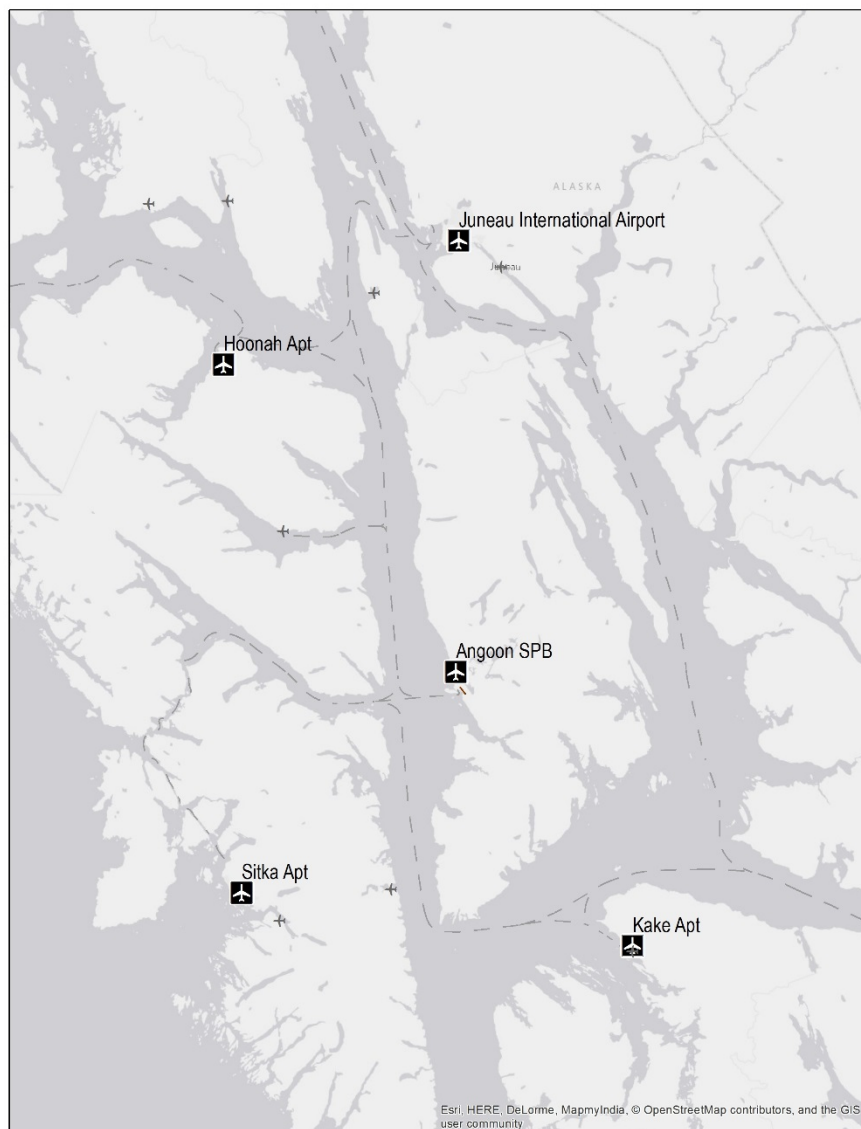 ALASKA
Juneau International Airport
Juneau
Hoonah Apt
Angoon SPB
Sitka Apt
Kake Apt
Esri, HERE, DeLorme, MapmyIndia, © OpenStreetMap contributors, and the GIS
user community